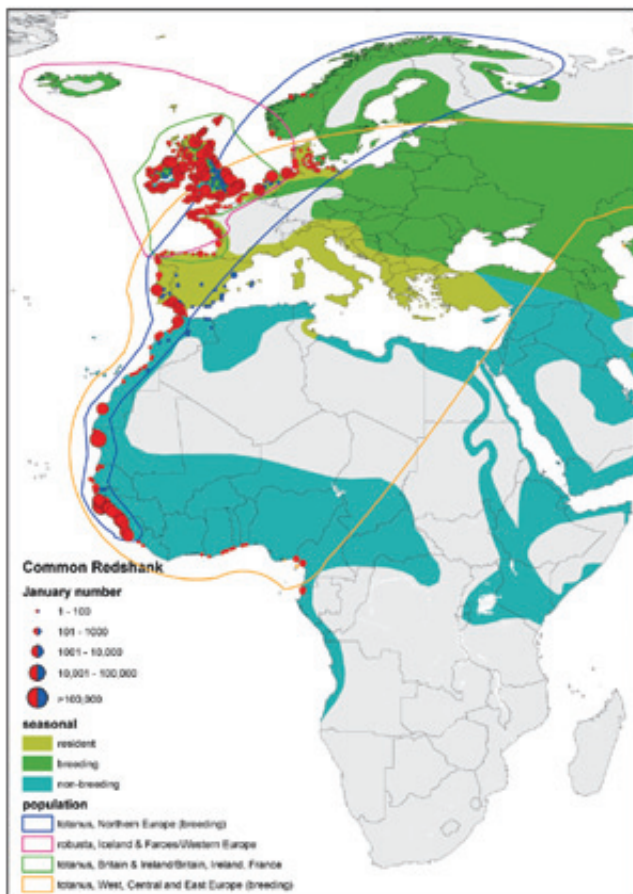 Common Redshank
January number
1 - 100
101 - 1000
1001 - 10,000
10,001 - 100,000
>100,000
seasonal
resident
breeding
non-breeding
population
totanus, Northern Europe (breeding)
robusta, Iceland & Faroes/Western Europe
totanus, Britain & Ireland/Britain, Ireland, France
totanus, West, Central and East Europe (breeding)